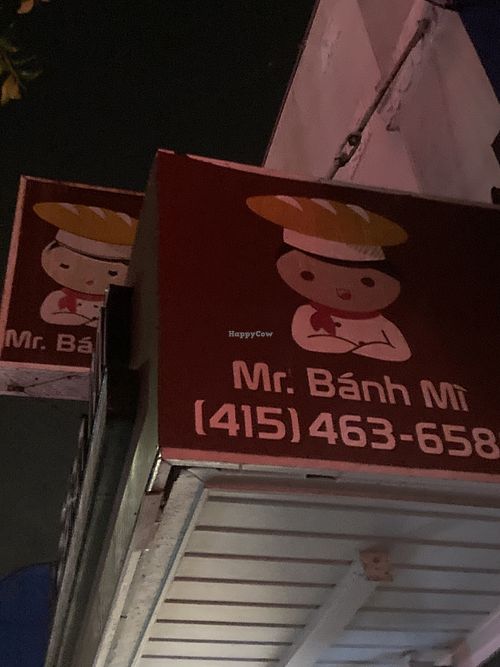 Mr. Bá
HappyCow
Mr. Bánh Mì
(415)463-658